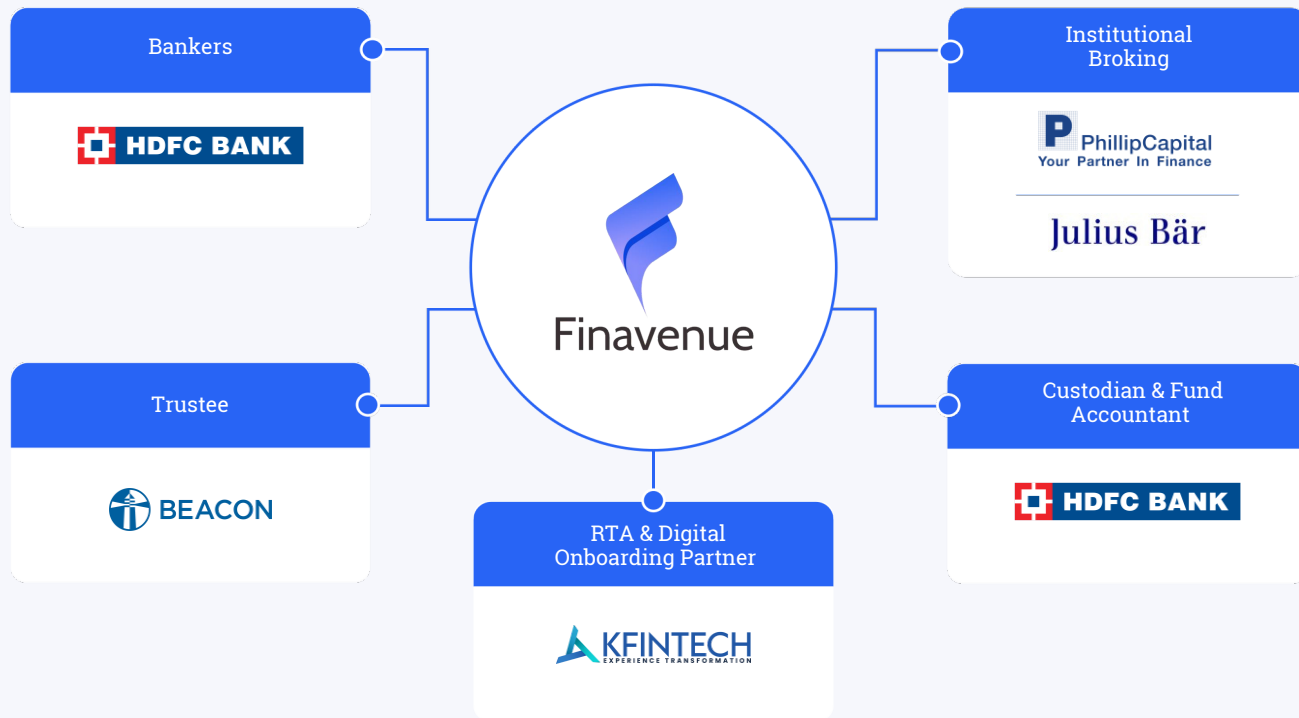 Bankers
HDFC BANK
Institutional
Broking
P
PhillipCapital
Your Partner In Finance
Julius Bär
Finavenue
Trustee
BEACON
Custodian & Fund
Accountant
HDFC BANK
RTA & Digital
Onboarding Partner
KFINTECH
EXPERIENCE TRANSFORMATION